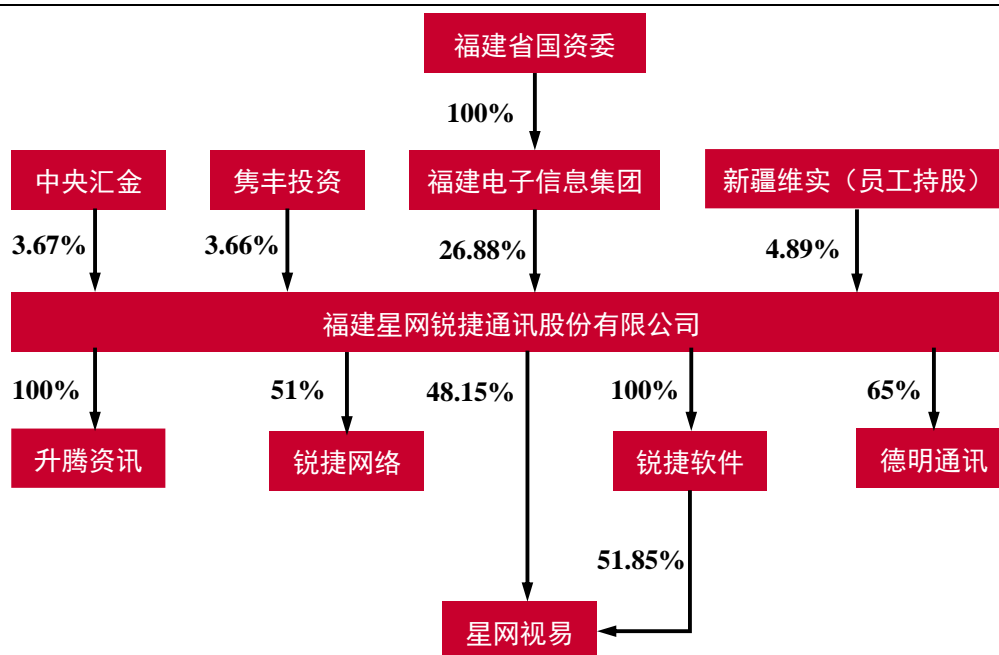 福建省国资委
100%
中央汇金
隽丰投资
福建电子信息集团
新疆维实（员工持股）
3.67%
3.66%
26.88%
4.89%
福建星网锐捷通讯股份有限公司
100%
51%
48.15%
100%
65%
升腾资讯
锐捷网络
锐捷软件
德明通讯
51.85%
星网视易